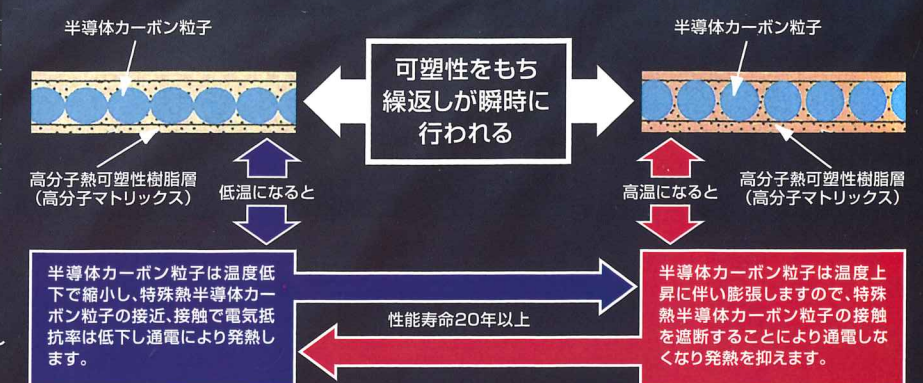 半導体カーボン粒子
半導体カーボン粒子
可塑性をもち
繰返しが瞬時に
行われる
高分子熱可塑性樹脂層
(高分子マトリックス)
低温になると
高温になると
高分子熱可塑性樹脂層
(高分子マトリックス)
半導体カーボン粒子は温度低
下で縮小し、特殊熱半導体カー
ボン粒子の接近、接触で電気抵
抗率は低下し通電により発熱し
ます。
性能寿命20年以上
半導体カーボン粒子は温度上
昇に伴い膨張しますので、特殊
熱半導体カーボン粒子の接触
を遮断することにより通電しな
くなり発熱を抑えます。